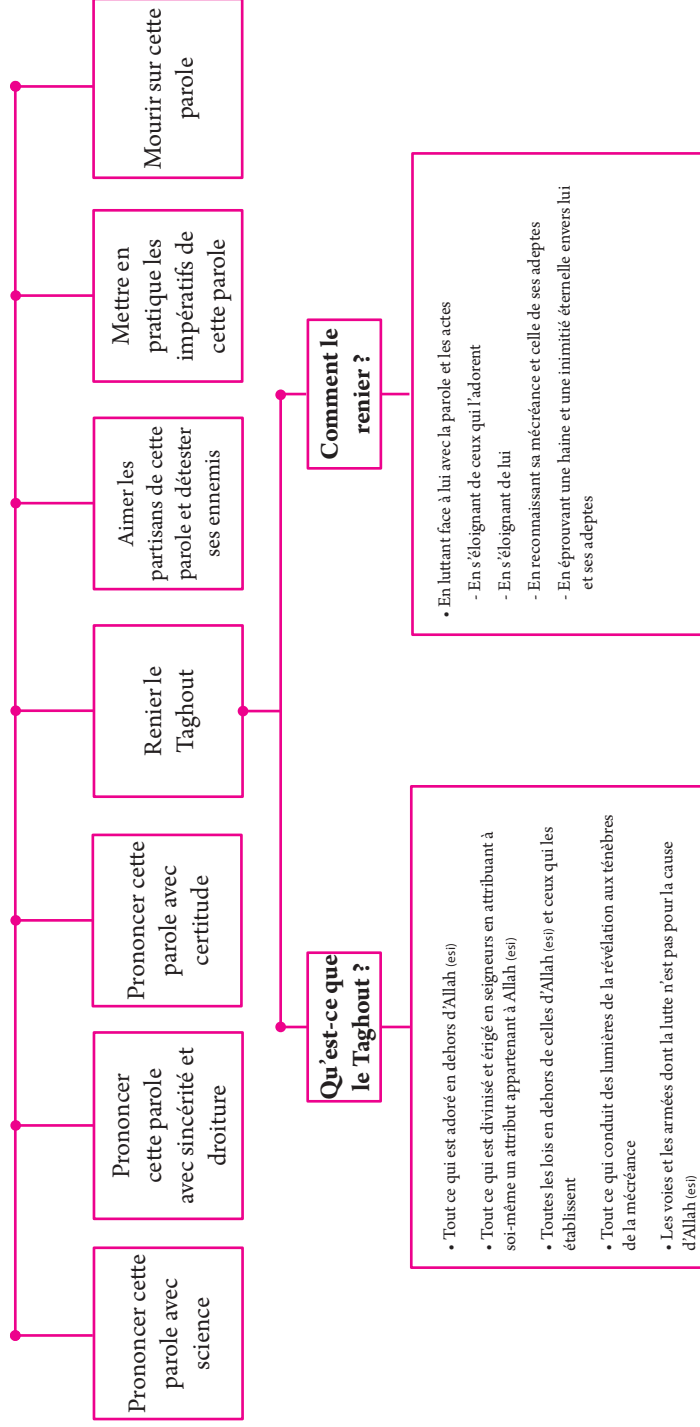 Prononcer cette
parole avec
science
Prononcer
cette parole
avec sincérité et
droiture
Prononcer cette
parole avec
certitude
Renier le
Taghout
Aimer les
partisans de cette
parole et détester
ses ennemis
Mettre en
pratique les
impératifs de
cette parole
Mourir sur cette
parole
Qu'est-ce que
le Taghout ?
• Tout ce qui est adoré en dehors d'Allah (esi)
• Tout ce qui est divinisé et érigé en seigneurs en attribuant à
soi-même un attribut appartenant à Allah (esi)
• Toutes les lois en dehors de celles d'Allah (esi) et ceux qui les
établissent
• Tout ce qui conduit des lumières de la révélation aux ténèbres
de la mécréance
• Les voies et les armées dont la lutte n'est pas pour la cause
d'Allah (esi)
Comment le
renier ?
• En luttant face à lui avec la parole et les actes
- En s'éloignant de ceux qui l'adorent
- En s'éloignant de lui
- En reconnaissant sa mécréance et celle de ses adeptes
- En éprouvant une haine et une inimitié éternelle envers lui
et ses adeptes